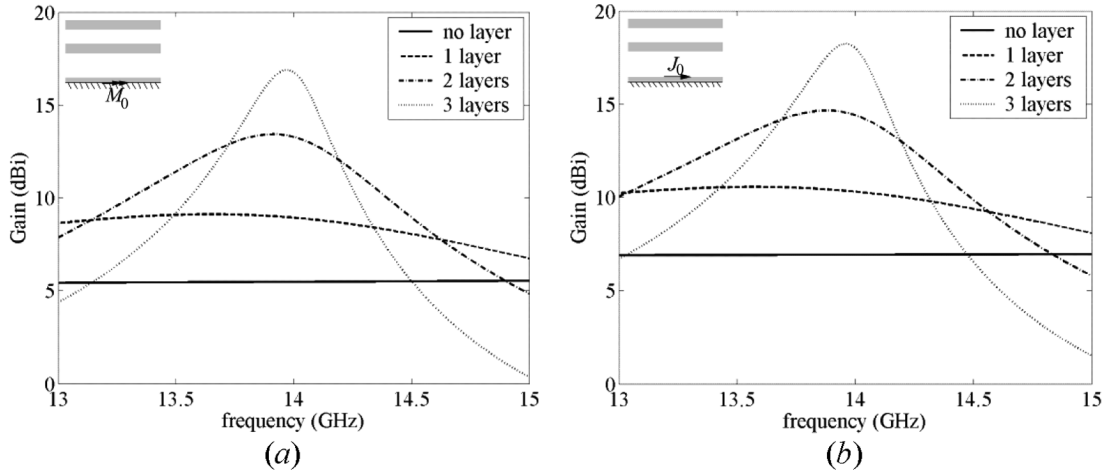 20
15
10
5
0
Gain (dBi)
M0
no layer
1 layer
2 layers
3 layers
13
13.5
14
14.5
15
frequency (GHz)
(a)
20
15
10
5
0
Gain (dBi)
J0
no layer
1 layer
2 layers
3 layers
13
13.5
14
14.5
15
frequency (GHz)
(b)